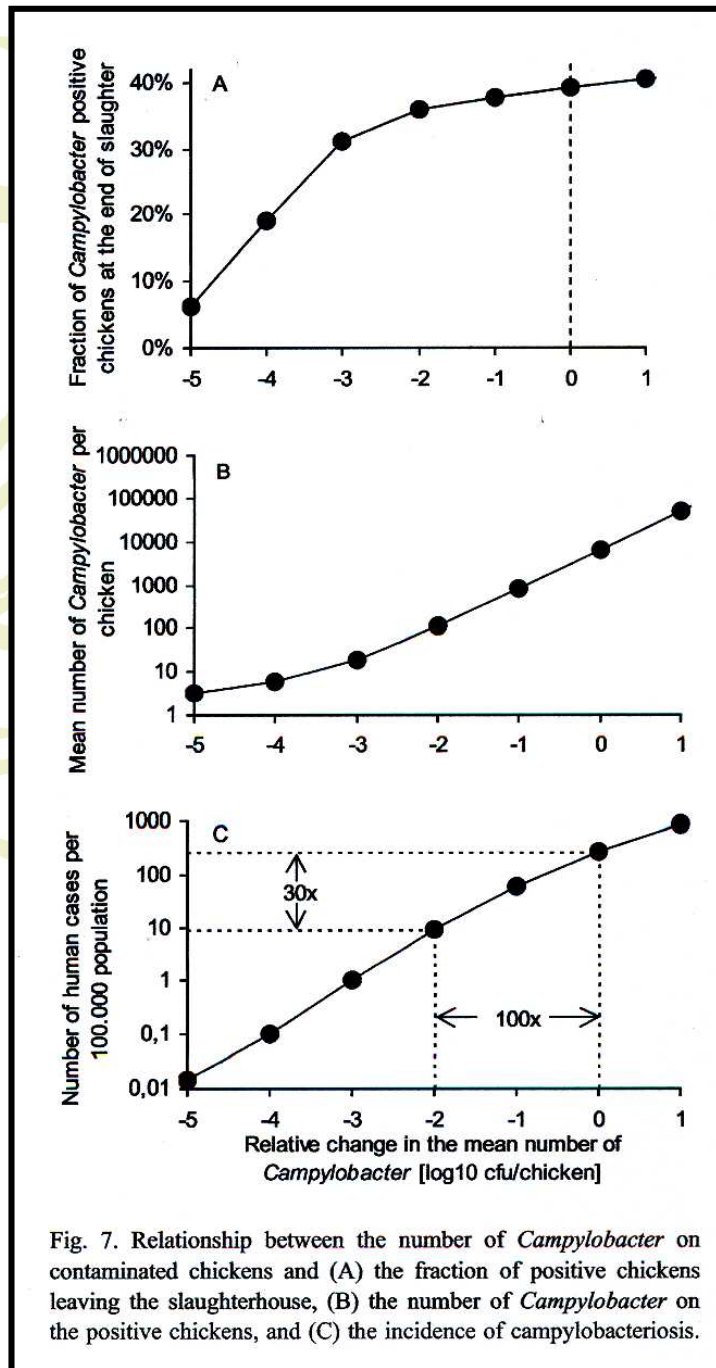 A
Fraction of Campylobacter positive
chickens at the end of slaughter
40%
30%
20%
10%
0%
-5 -4 -3 -2 -1 0 1
B
Mean number of Campylobacter per
chicken
1000000
100000
10000
1000
100
10
1
-5 -4 -3 -2 -1 0 1
C
Number of human cases per
100.000 population
1000
100
10
1
0,1
0,01
30x
100x
-5 -4 -3 -2 -1 0 1
Relative change in the mean number of
Campylobacter [log10 cfu/chicken]
Fig. 7. Relationship between the number of Campylobacter on
contaminated chickens and (A) the fraction of positive chickens
leaving the slaughterhouse, (B) the number of Campylobacter on
the positive chickens, and (C) the incidence of campylobacteriosis.